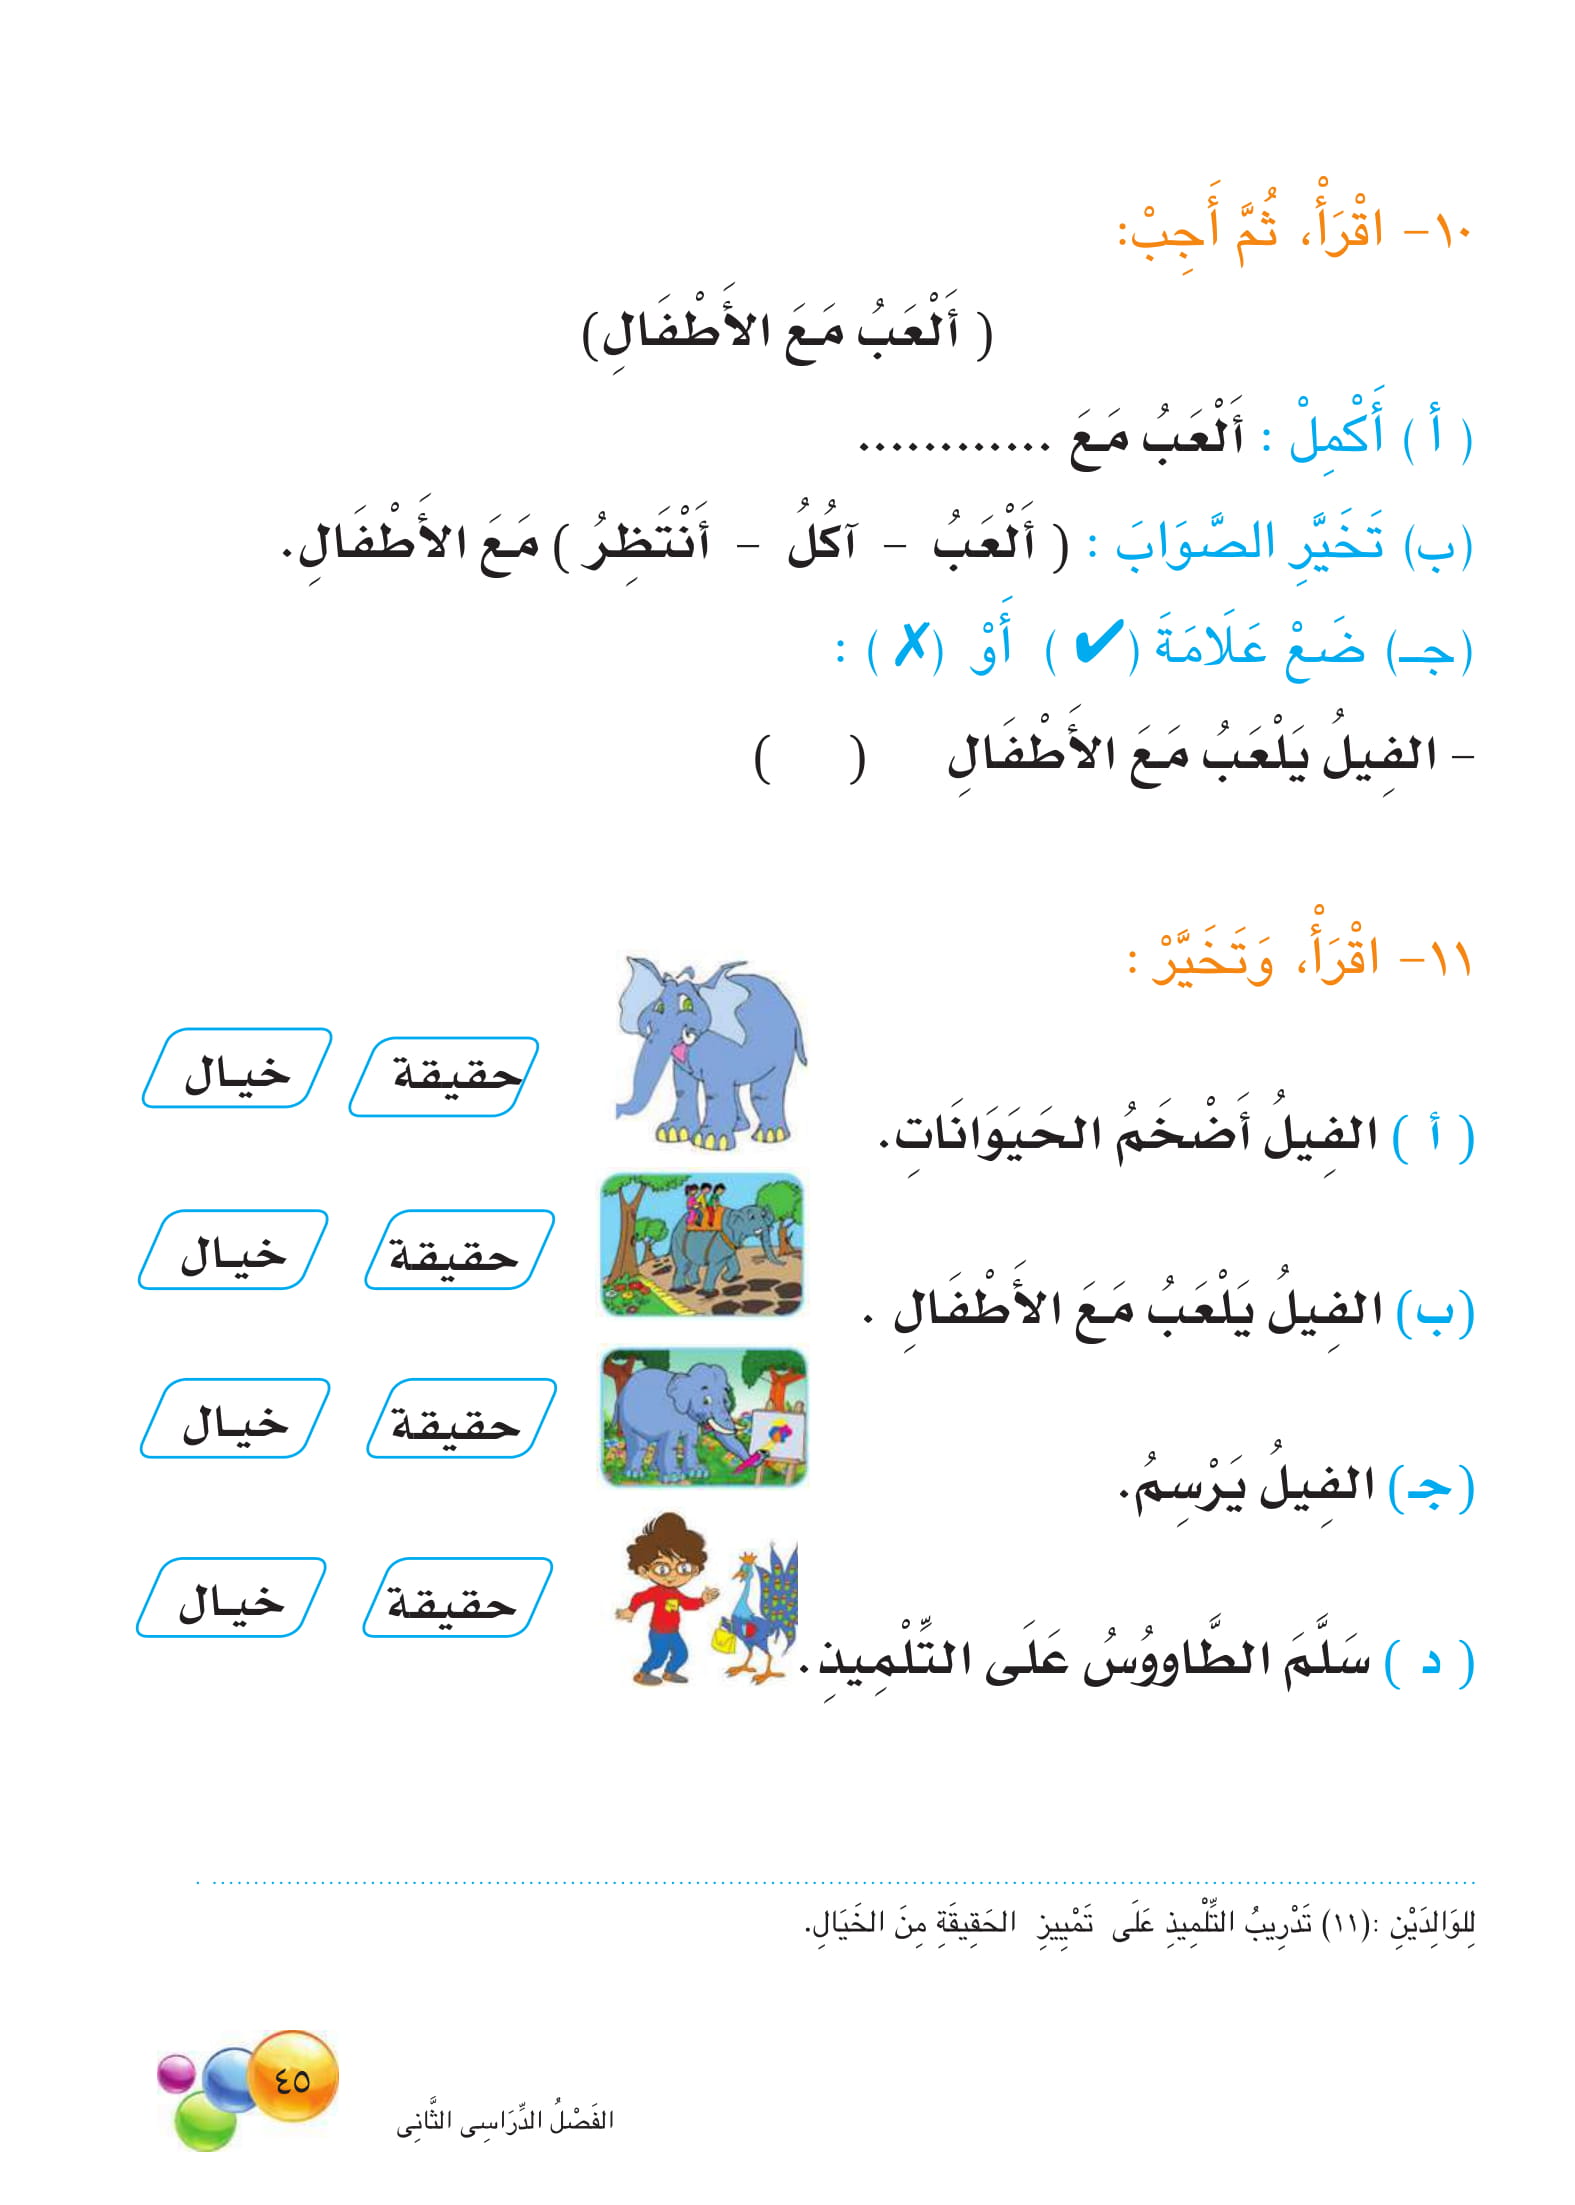 ١٠- اقْرَأْ، ثُمَّ أَجِبْ:
( أَلْعَبُ مَعَ الأَطْفَالِ)
( أ ) أَكْمِلْ : أَلْعَبُ مَعَ ............
(ب) تَخَيَّرِ الصَّوَابَ : ( أَلْعَبُ – آكُلُ – أَنْتَظِرُ ) مَعَ الأَطْفَالِ.
(جـ) ضَعْ عَلَامَةَ (✔ ) أَوْ (✗ ) :
– الفِيلُ يَلْعَبُ مَعَ الأَطْفَالِ ( )
١١- اقْرَأْ، وَتَخَيَّرْ :
( أ ) الفِيلُ أَضْخَمُ الحَيَوَانَاتِ. حقيقة خيال
(ب) الفِيلُ يَلْعَبُ مَعَ الأَطْفَالِ . حقيقة خيال
(جـ) الفِيلُ يَرْسِمُ. حقيقة خيال
( د ) سَلَّمَ الطَّاووُسُ عَلَى التِّلْمِيذِ. حقيقة خيال
لِلوَالِدَيْنِ :(١١) تَدْرِيبُ التِّلْمِيذِ عَلَى تَمْيِيزِ الحَقِيقَةِ مِنَ الخَيَالِ.
الفَصْلُ الدِّرَاسِى الثَّانِى
٤٥